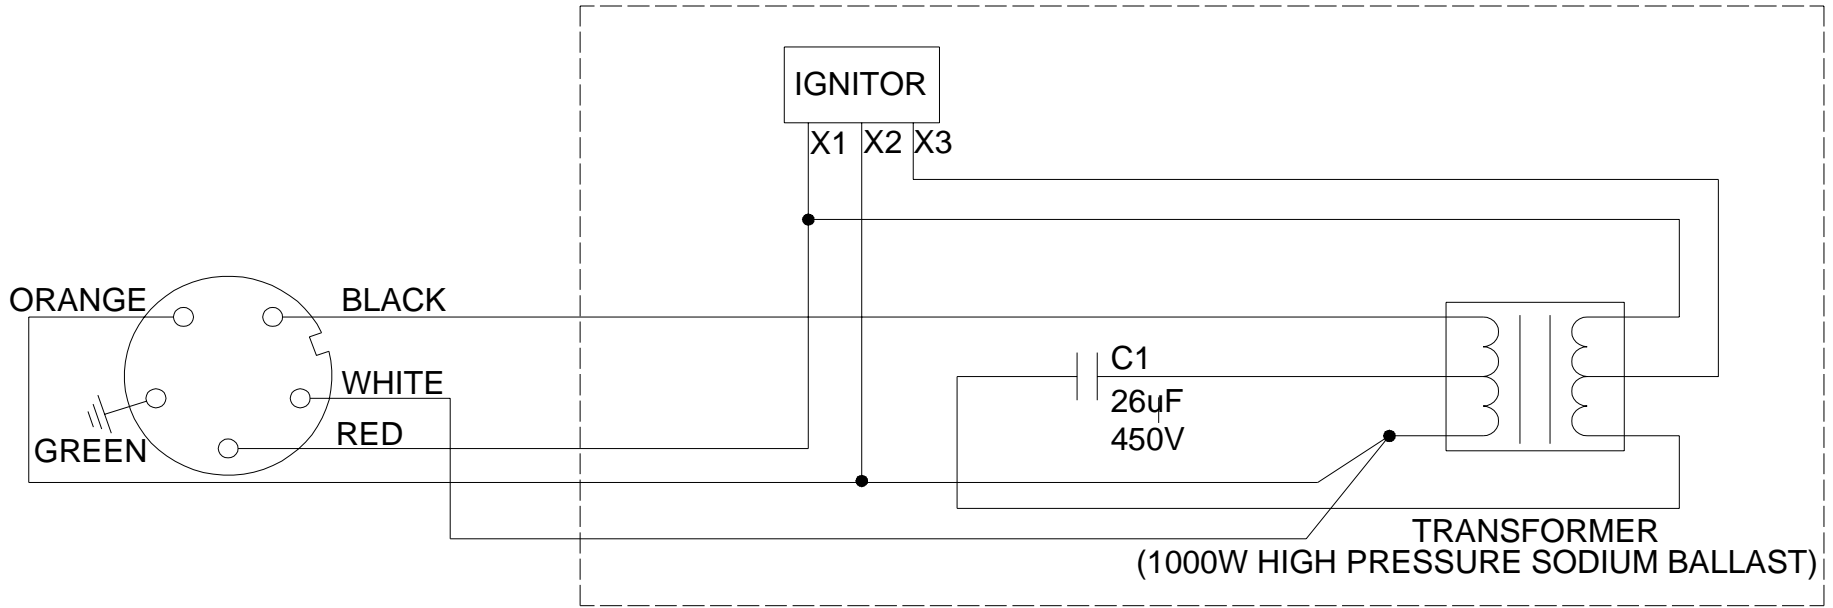 IGNITOR
X1 X2 X3
ORANGE
BLACK
WHITE
RED
GREEN
C1
26uF
450V
TRANSFORMER
(1000W HIGH PRESSURE SODIUM BALLAST)